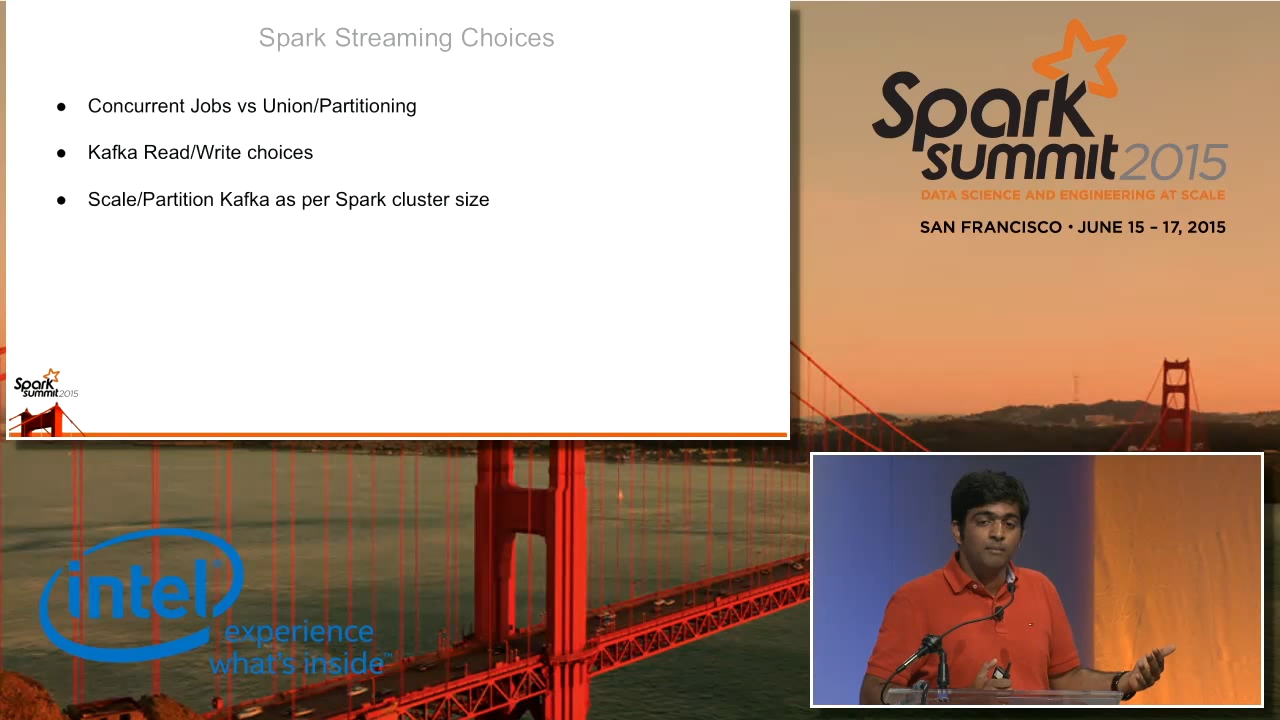 Spark Streaming Choices
● Concurrent Jobs vs Union/Partitioning
● Kafka Read/Write choices
● Scale/Partition Kafka as per Spark cluster size
Spark
summit 2015
Spark
summit 2015
DATA SCIENCE AND ENGINEERING AT SCALE
SAN FRANCISCO • JUNE 15 – 17, 2015
intel®
experience
what's inside™